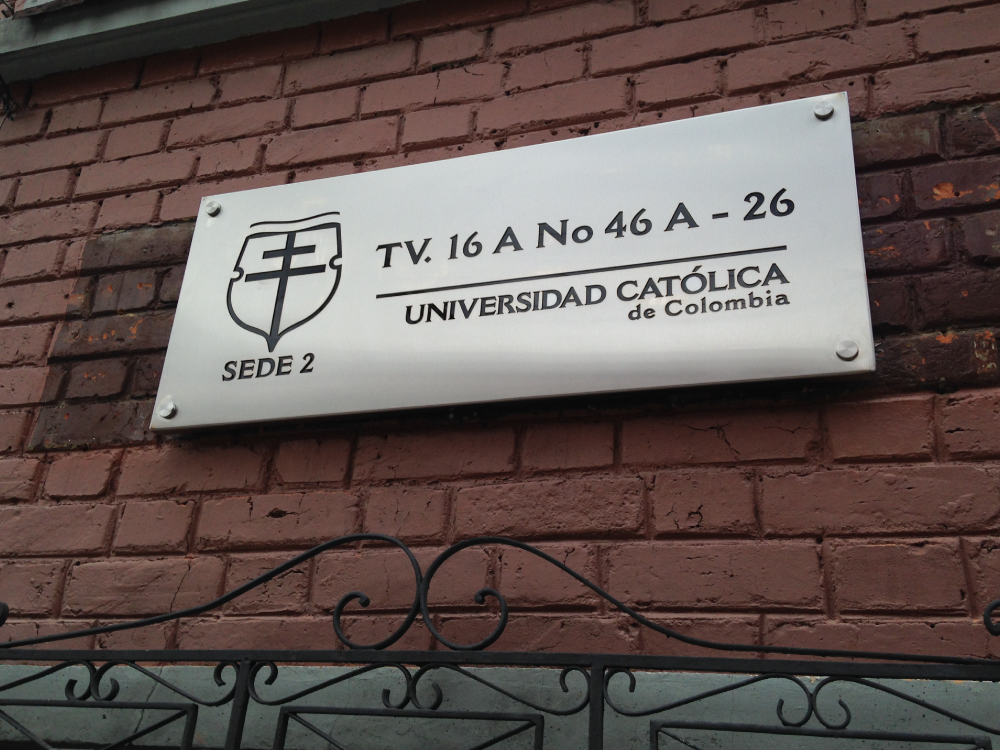 TV. 16 A No 46 A - 26
UNIVERSIDAD CATÓLICA
de Colombia
SEDE 2